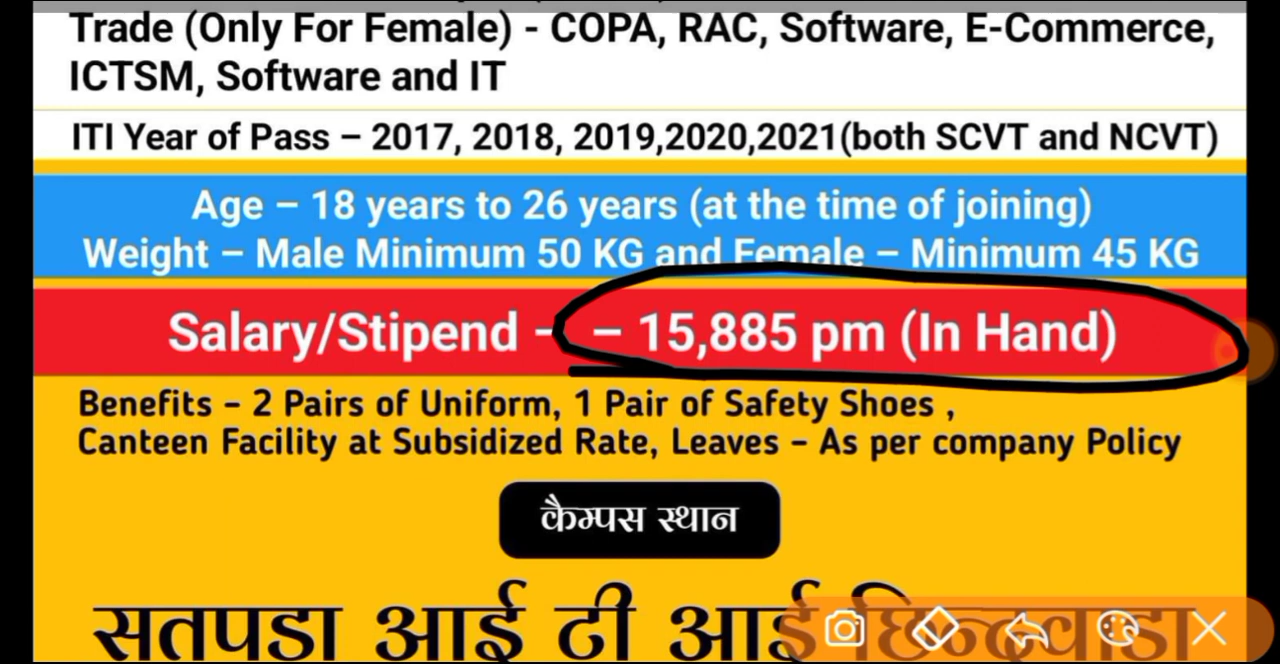 Trade (Only For Female) - COPA, RAC, Software, E-Commerce,
ICTSM, Software and IT
ITI Year of Pass – 2017, 2018, 2019,2020,2021(both SCVT and NCVT)
Age – 18 years to 26 years (at the time of joining)
Weight – Male Minimum 50 KG and Female – Minimum 45 KG
Salary/Stipend - – 15,885 pm (In Hand)
Benefits – 2 Pairs of Uniform, 1 Pair of Safety Shoes ,
Canteen Facility at Subsidized Rate, Leaves – As per company Policy
कैम्पस स्थान
सतपडा आई टी आई छिन्दवाडा